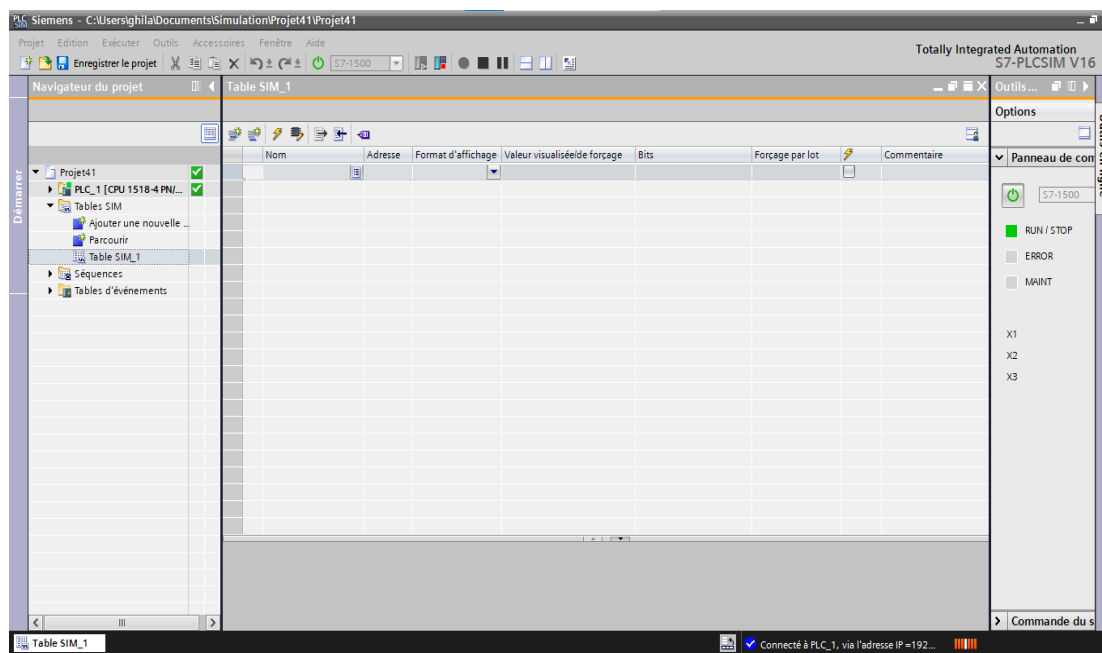 Siemens - C:\Users\ghila\Documents\Simulation\Projet41\Projet41
Projet Edition Exécuter Outils Accessoires Fenêtre Aide
Totally Integrated Automation
S7-PLCSIM V16
Enregistrer le projet S7-1500
Navigateur du projet
Table SIM_1
Outils...
Options
Nom Adresse Format d'affichage Valeur visualisée/de forçage Bits Forçage par lot Commentaire
Panneau de com
Projet41
PLC_1 [CPU 1518-4 PN/...
Tables SIM
Ajouter une nouvelle ...
Parcourir
Table SIM_1
Séquences
Tables d'événements
Démarrer
S7-1500
RUN / STOP
ERROR
MAINT
X1
X2
X3
Commande du s
Table SIM_1
Connecté à PLC_1, via l'adresse IP =192...